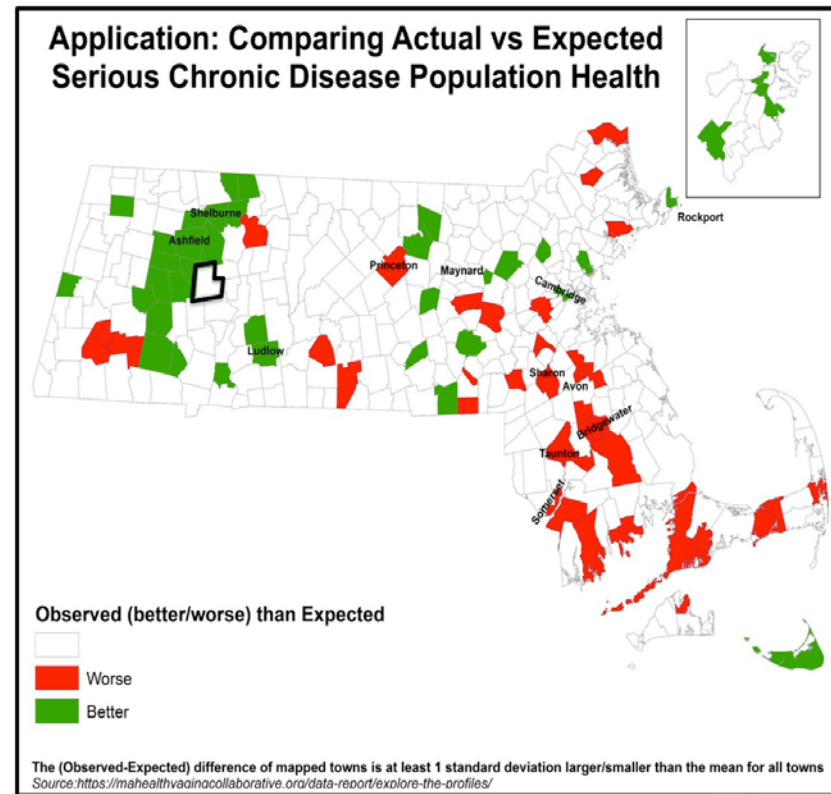 Application: Comparing Actual vs Expected
Serious Chronic Disease Population Health
Shelburne
Rockport
Ashfield
Princeton
Maynard
Cambridge
Ludlow
Sharon
Avon
Bridgewater
Taunton
Somerset
Observed (better/worse) than Expected
Worse
Better
The (Observed-Expected) difference of mapped towns is at least 1 standard deviation larger/smaller than the mean for all towns
Source:https://mahealthyagingcollaborative.org/data-report/explore-the-profiles/